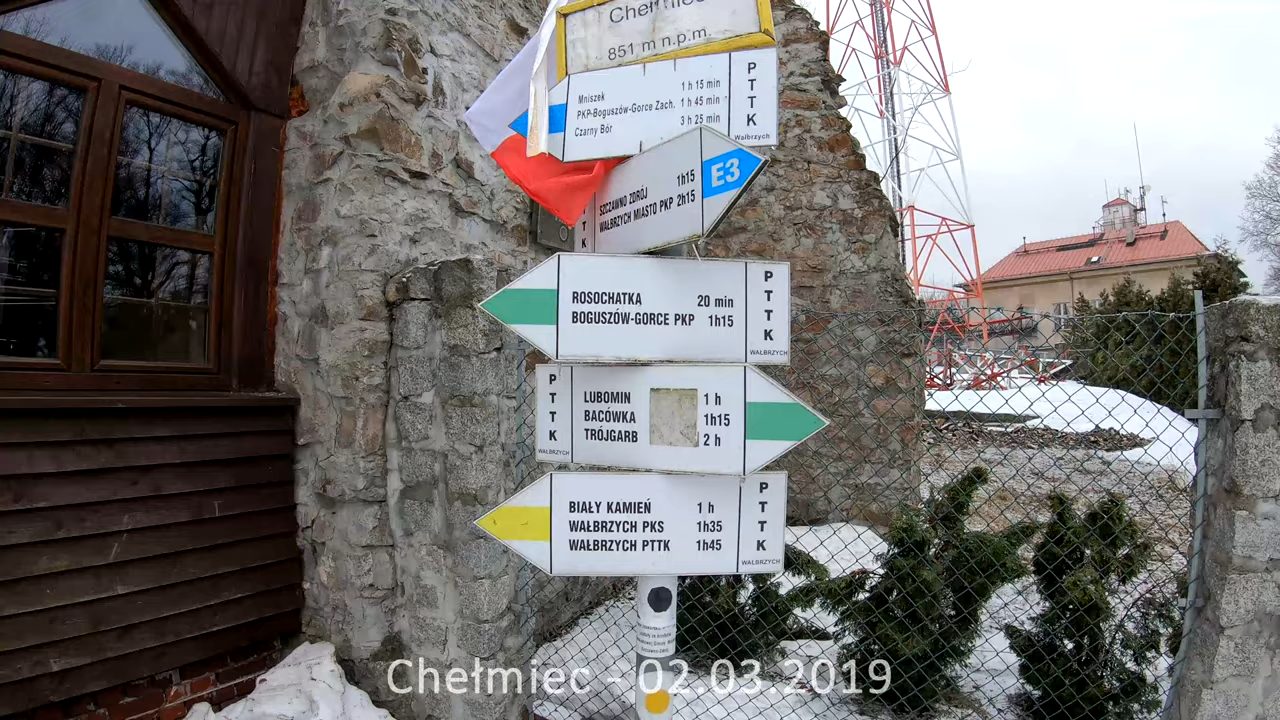 Chełmiec
851 m n.p.m.
Mniszek 1 h 15 min
PKP-Boguszów-Gorce Zach. 1 h 45 min
Czarny Bór 3 h 25 min
PTTK
Wałbrzych
E3
SZCZAWNO ZDRÓJ 1h15
WAŁBRZYCH MIASTO PKP 2h15
T K
ROSOCHATKA 20 min
BOGUSZÓW-GORCE PKP 1h15
PTTK
WAŁBRZYCH
PTTK
WAŁBRZYCH
LUBOMIN 1 h
BACÓWKA 1h15
TRÓJGARB 2 h
BIAŁY KAMIEŃ 1 h
WAŁBRZYCH PKS 1h35
WAŁBRZYCH PTTK 1h45
PTTK
WAŁBRZYCH
Chełmiec - 02.03.2019